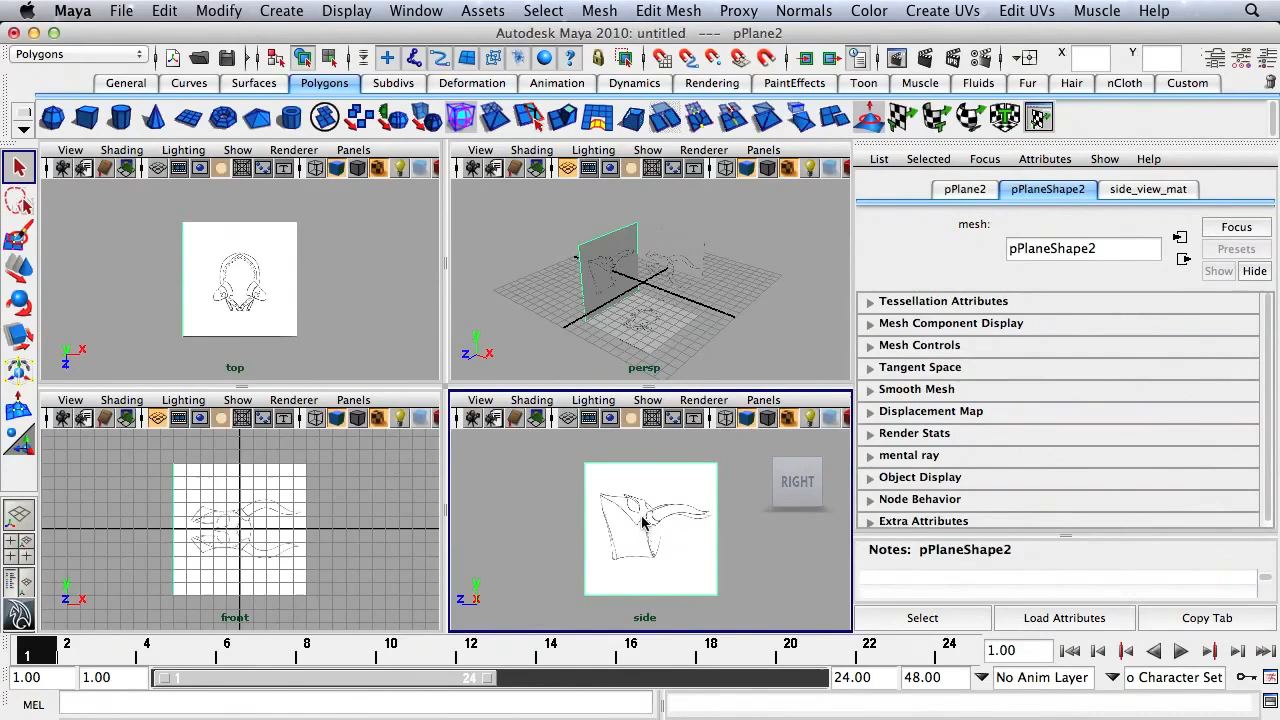 Maya File Edit Modify Create Display Window Assets Select Mesh Edit Mesh Proxy Normals Color Create UVs Edit UVs Muscle Help
Autodesk Maya 2010: untitled --- pPlane2
Polygons X Y
General Curves Surfaces Polygons Subdivs Deformation Animation Dynamics Rendering PaintEffects Toon Muscle Fluids Fur Hair nCloth Custom
View Shading Lighting Show Renderer Panels
View Shading Lighting Show Renderer Panels
List Selected Focus Attributes Show Help
pPlane2 pPlaneShape2 side_view_mat
mesh: pPlaneShape2
Focus
Presets
Show Hide
Tessellation Attributes
Mesh Component Display
Mesh Controls
Tangent Space
Smooth Mesh
Displacement Map
Render Stats
mental ray
Object Display
Node Behavior
Extra Attributes
Notes: pPlaneShape2
Select Load Attributes Copy Tab
y x z
top
y z x
persp
View Shading Lighting Show Renderer Panels
View Shading Lighting Show Renderer Panels
RIGHT
y x z
front
y z x
side
1 2 4 6 8 10 12 14 16 18 20 22 24 1.00
1.00 1.00 1 24 24.00 48.00 No Anim Layer o Character Set
MEL